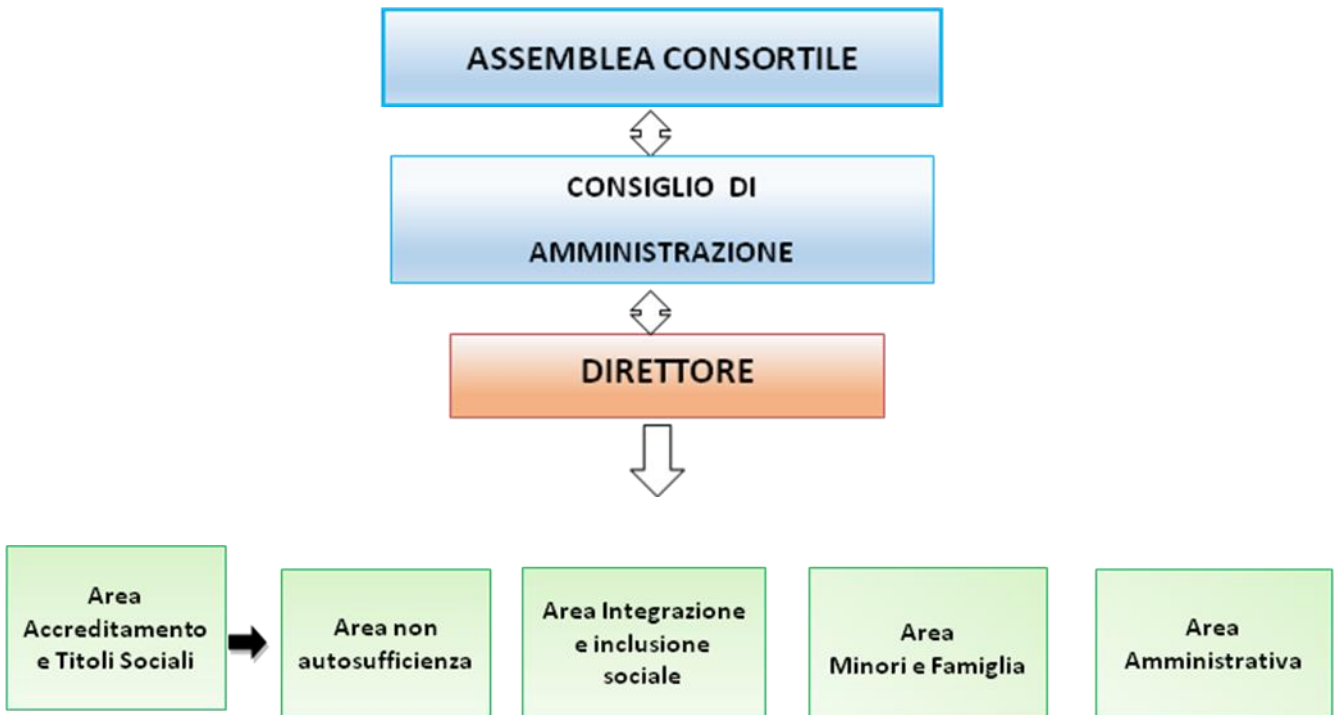 ASSEMBLEA CONSORTILE
CONSIGLIO DI
AMMINISTRAZIONE
DIRETTORE
Area
Accreditamento
e Titoli Sociali
Area non
autosufficienza
Area Integrazione
e inclusione
sociale
Area
Minori e Famiglia
Area
Amministrativa